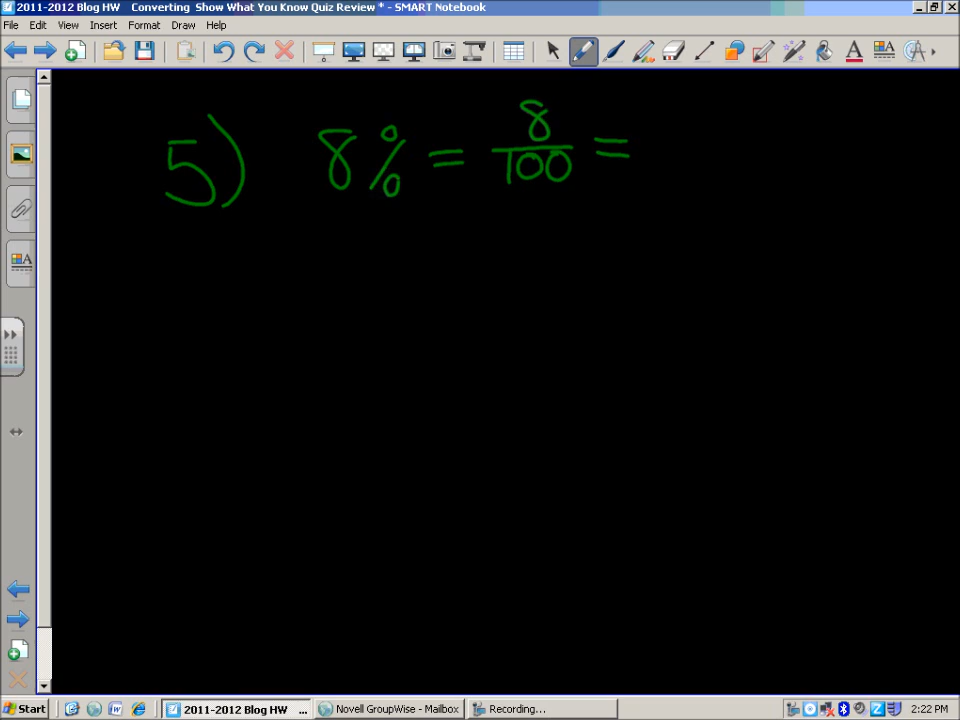 2011-2012 Blog HW    Converting  Show What You Know Quiz Review * - SMART Notebook
File Edit View Insert Format Draw Help
5) 8% = 8/100 =
Start 2011-2012 Blog HW ... Novell GroupWise - Mailbox Recording... 2:22 PM